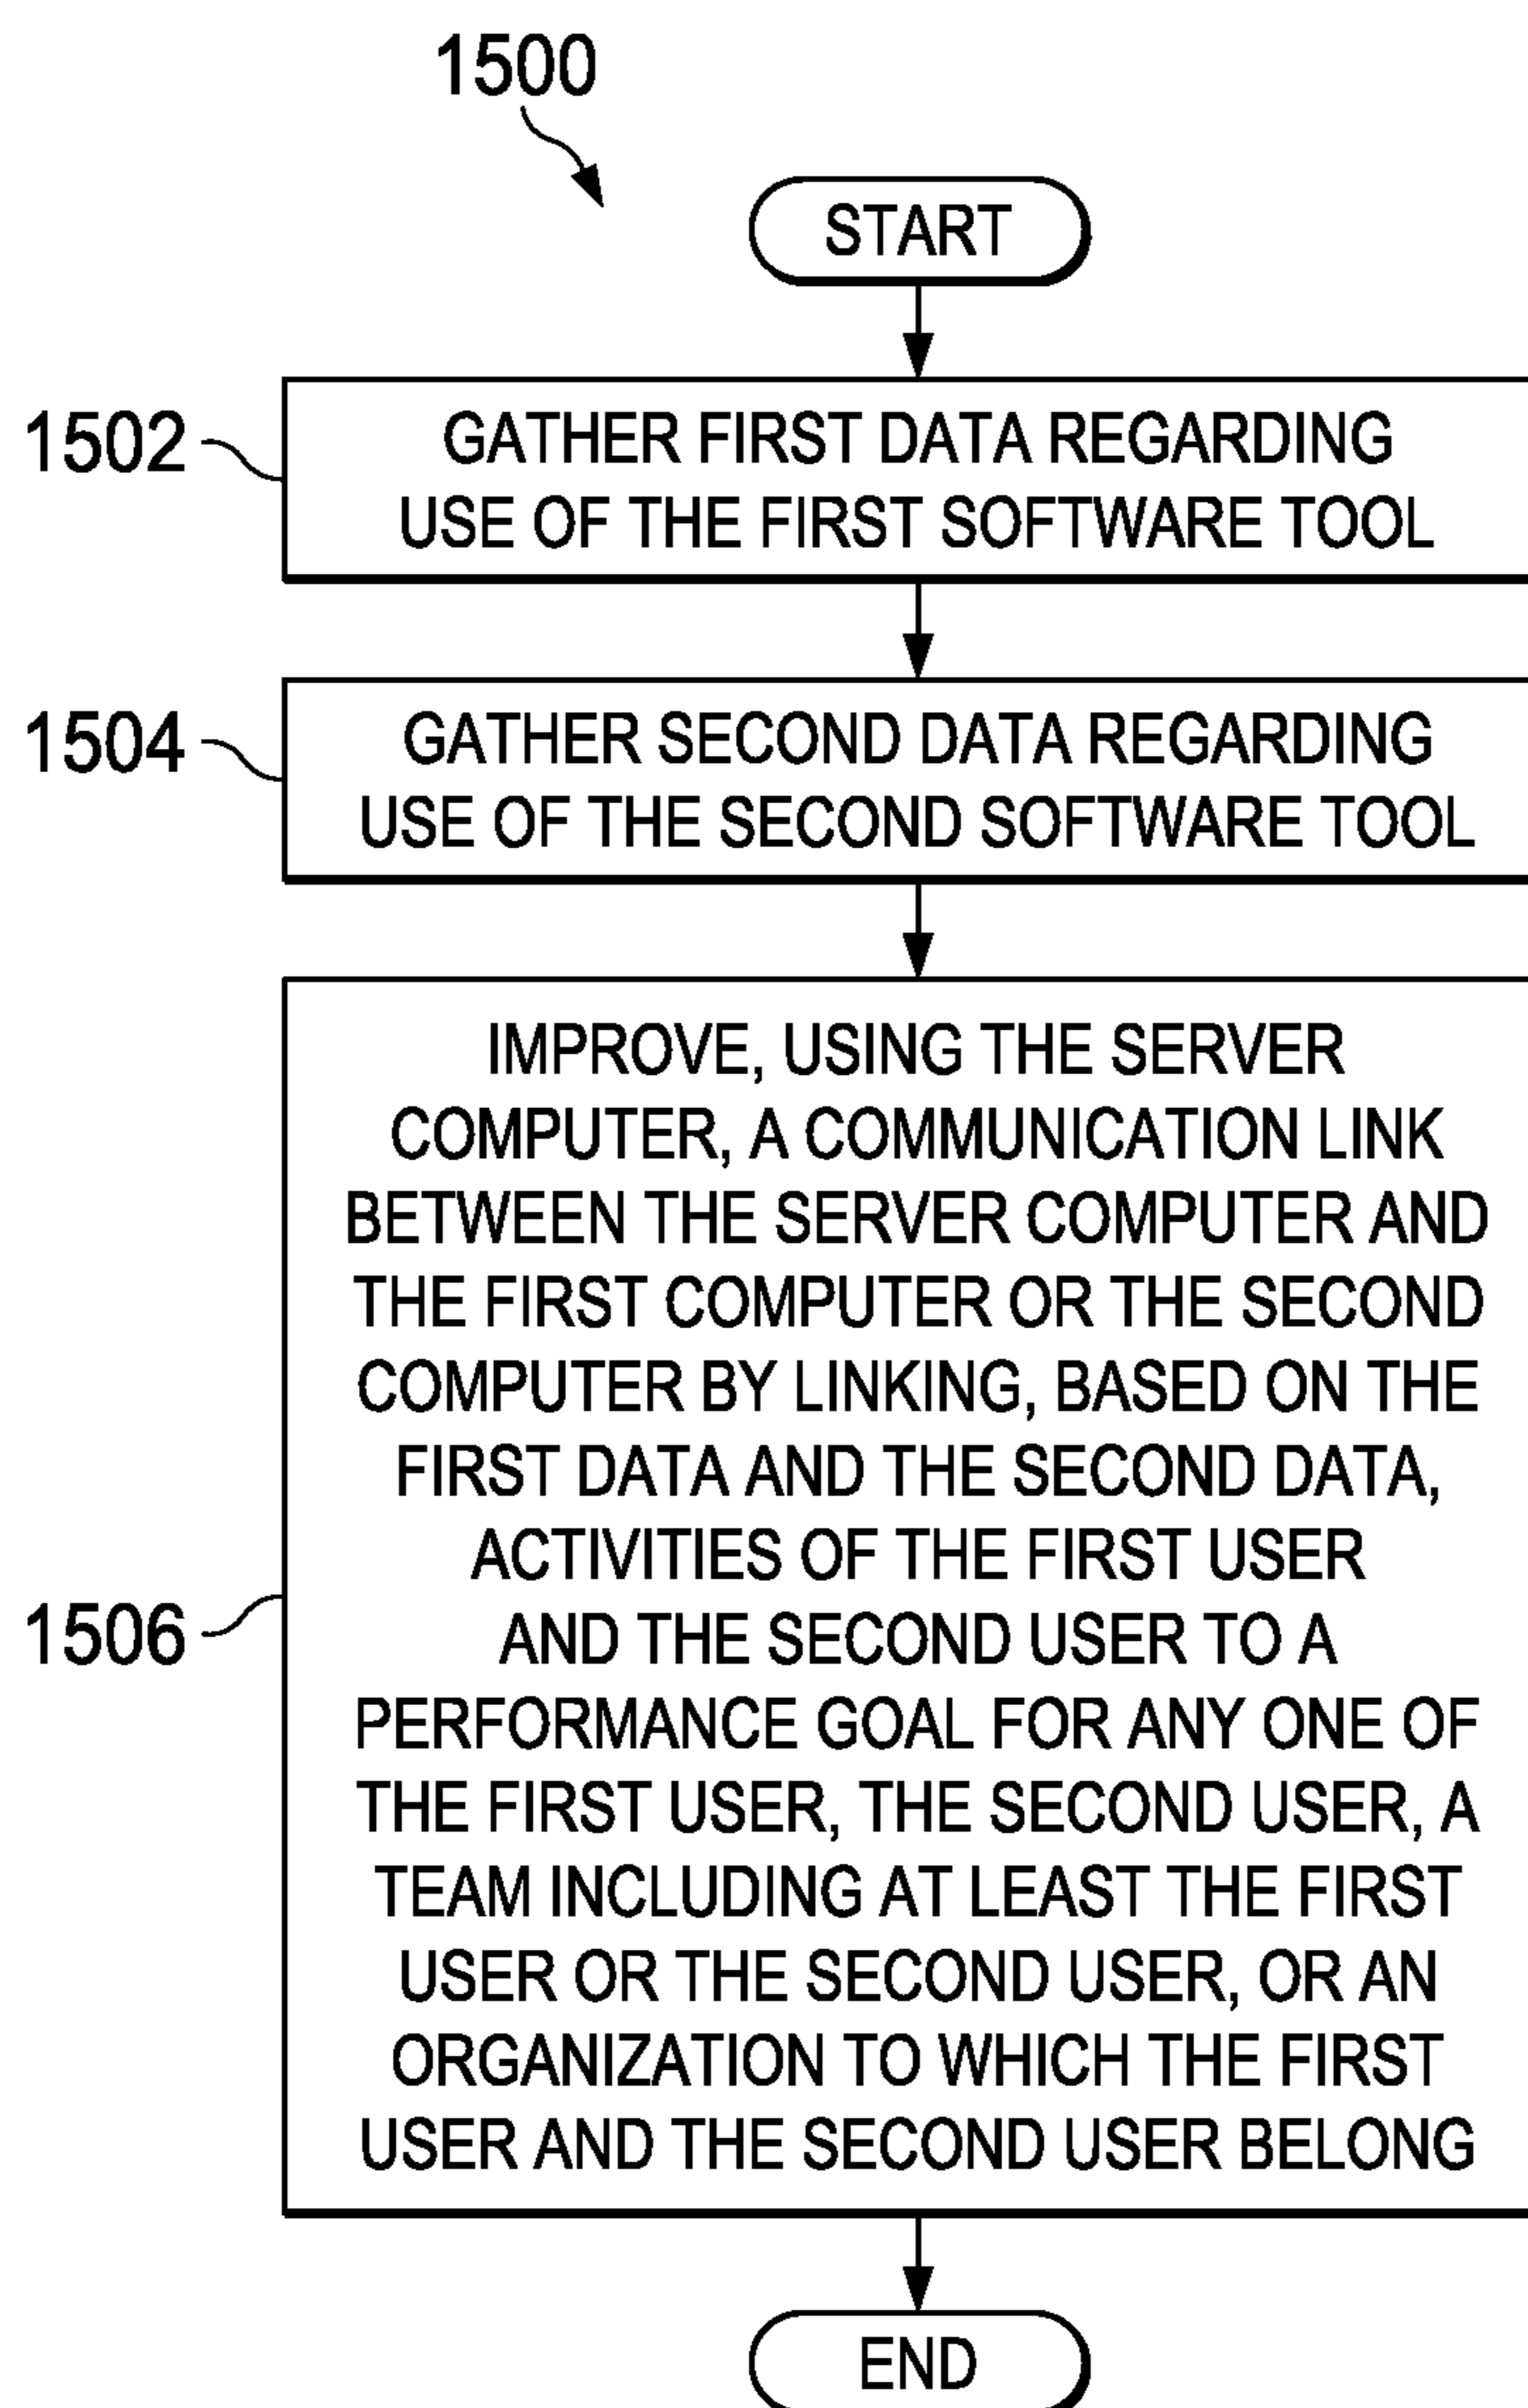 1500
START
1502
GATHER FIRST DATA REGARDING
USE OF THE FIRST SOFTWARE TOOL
1504
GATHER SECOND DATA REGARDING
USE OF THE SECOND SOFTWARE TOOL
1506
IMPROVE, USING THE SERVER
COMPUTER, A COMMUNICATION LINK
BETWEEN THE SERVER COMPUTER AND
THE FIRST COMPUTER OR THE SECOND
COMPUTER BY LINKING, BASED ON THE
FIRST DATA AND THE SECOND DATA,
ACTIVITIES OF THE FIRST USER
AND THE SECOND USER TO A
PERFORMANCE GOAL FOR ANY ONE OF
THE FIRST USER, THE SECOND USER, A
TEAM INCLUDING AT LEAST THE FIRST
USER OR THE SECOND USER, OR AN
ORGANIZATION TO WHICH THE FIRST
USER AND THE SECOND USER BELONG
END